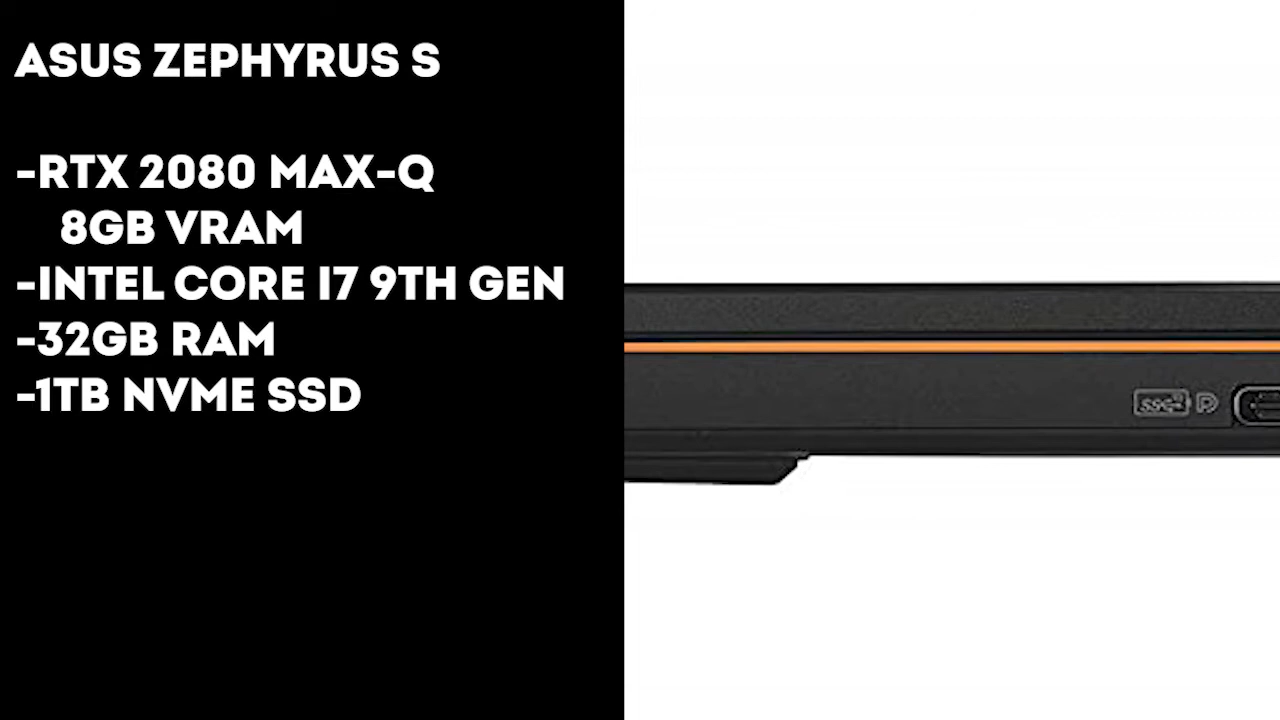 ASUS ZEPHYRUS S
-RTX 2080 MAX-Q
8GB VRAM
-INTEL CORE I7 9TH GEN
-32GB RAM
-1TB NVME SSD